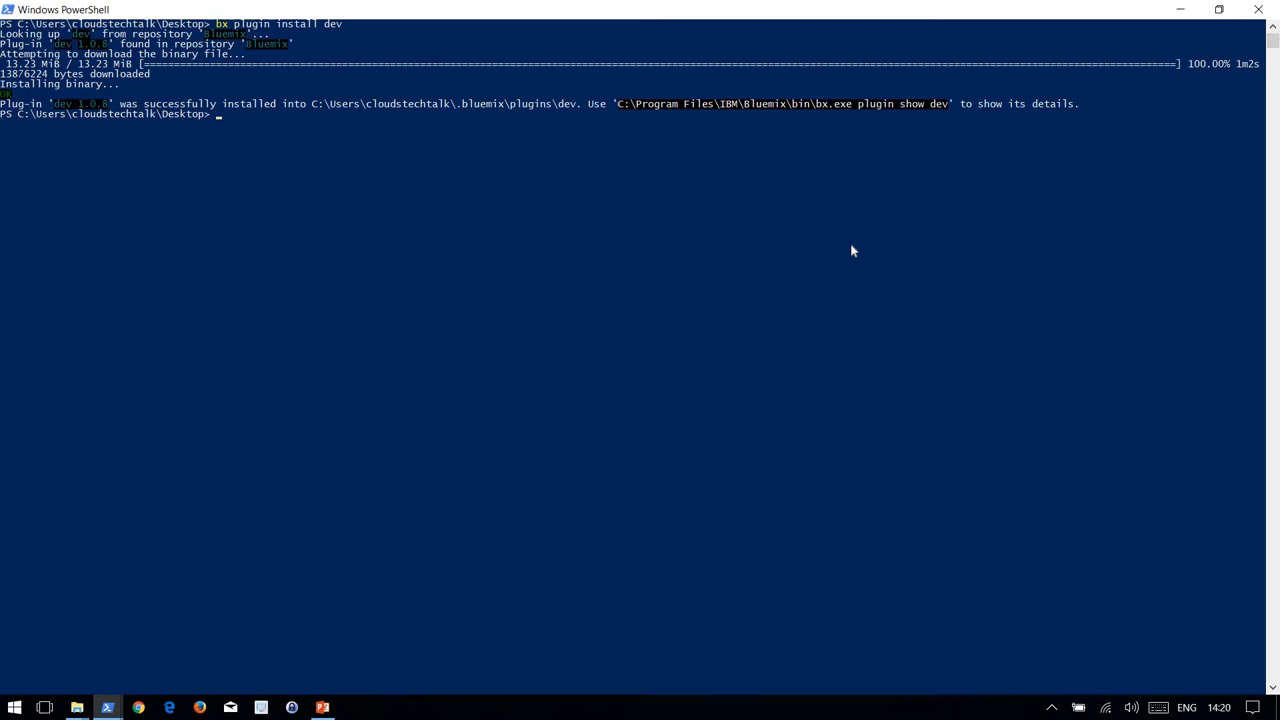 Windows PowerShell
PS C:\Users\cloudstechtalk\Desktop> bx plugin install dev
Looking up 'dev' from repository 'Bluemix'...
Plug-in 'dev 1.0.8' found in repository 'Bluemix'
Attempting to download the binary file...
13.23 MiB / 13.23 MiB [==============================================================================================================================================================================] 100.00% 1m2s
13876224 bytes downloaded
Installing binary...
OK
Plug-in 'dev 1.0.8' was successfully installed into C:\Users\cloudstechtalk\.bluemix\plugins\dev. Use 'C:\Program Files\IBM\Bluemix\bin\bx.exe plugin show dev' to show its details.
PS C:\Users\cloudstechtalk\Desktop> _
ENG 14:20